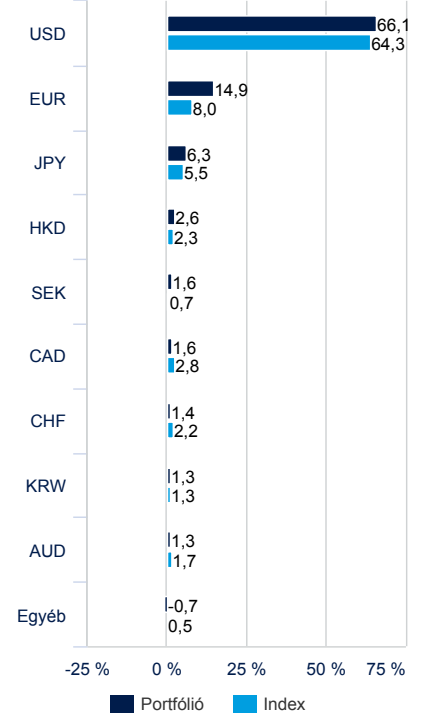 USD
66,1
64,3
EUR
14,9
8,0
JPY
6,3
5,5
HKD
2,6
2,3
SEK
1,6
0,7
CAD
1,6
2,8
CHF
1,4
2,2
KRW
1,3
1,3
AUD
1,3
1,7
Egyéb
-0,7
0,5
-25 % 0 % 25 % 50 % 75 %
Portfólió Index